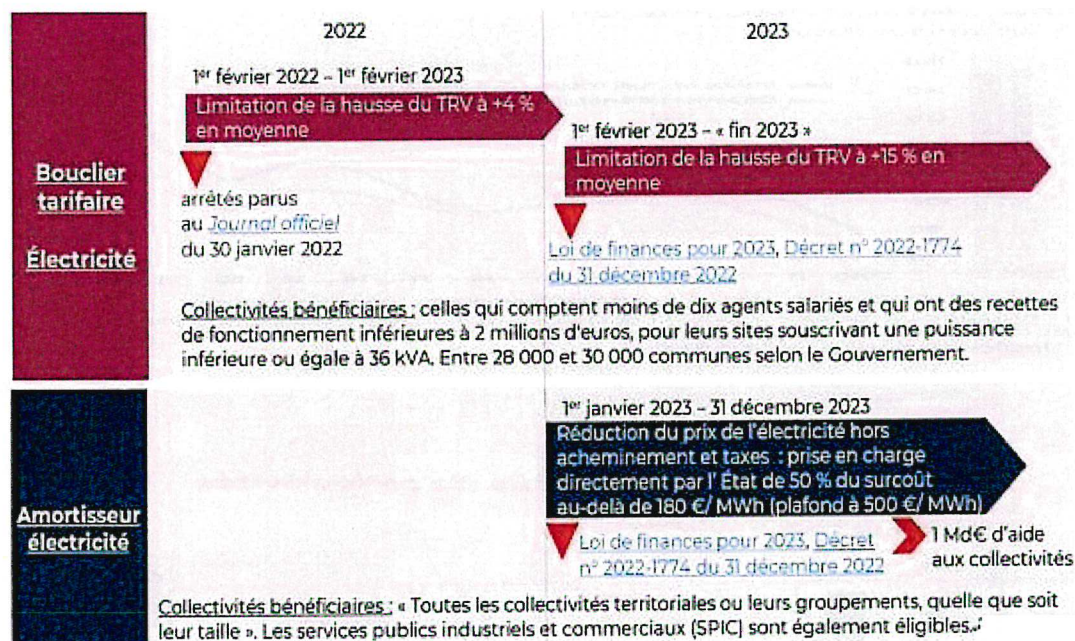 2022
2023
Bouclier
tarifaire
Électricité
1er février 2022 – 1er février 2023
Limitation de la hausse du TRV à +4 %
en moyenne
arrêtés parus
au Journal officiel
du 30 janvier 2022
1er février 2023 – « fin 2023 »
Limitation de la hausse du TRV à +15 % en
moyenne
Loi de finances pour 2023, Décret n° 2022-1774
du 31 décembre 2022
Collectivités bénéficiaires : celles qui comptent moins de dix agents salariés et qui ont des recettes
de fonctionnement inférieures à 2 millions d'euros, pour leurs sites souscrivant une puissance
inférieure ou égale à 36 kVA. Entre 28 000 et 30 000 communes selon le Gouvernement.
Amortisseur
électricité
1er janvier 2023 – 31 décembre 2023
Réduction du prix de l'électricité hors
acheminement et taxes : prise en charge
directement par l' État de 50 % du surcoût
au-delà de 180 €/ MWh (plafond à 500 €/ MWh)
Loi de finances pour 2023, Décret
n° 2022-1774 du 31 décembre 2022
1 Md€ d'aide
aux collectivités
Collectivités bénéficiaires : « Toutes les collectivités territoriales ou leurs groupements, quelle que soit
leur taille ». Les services publics industriels et commerciaux (SPIC) sont également éligibles.